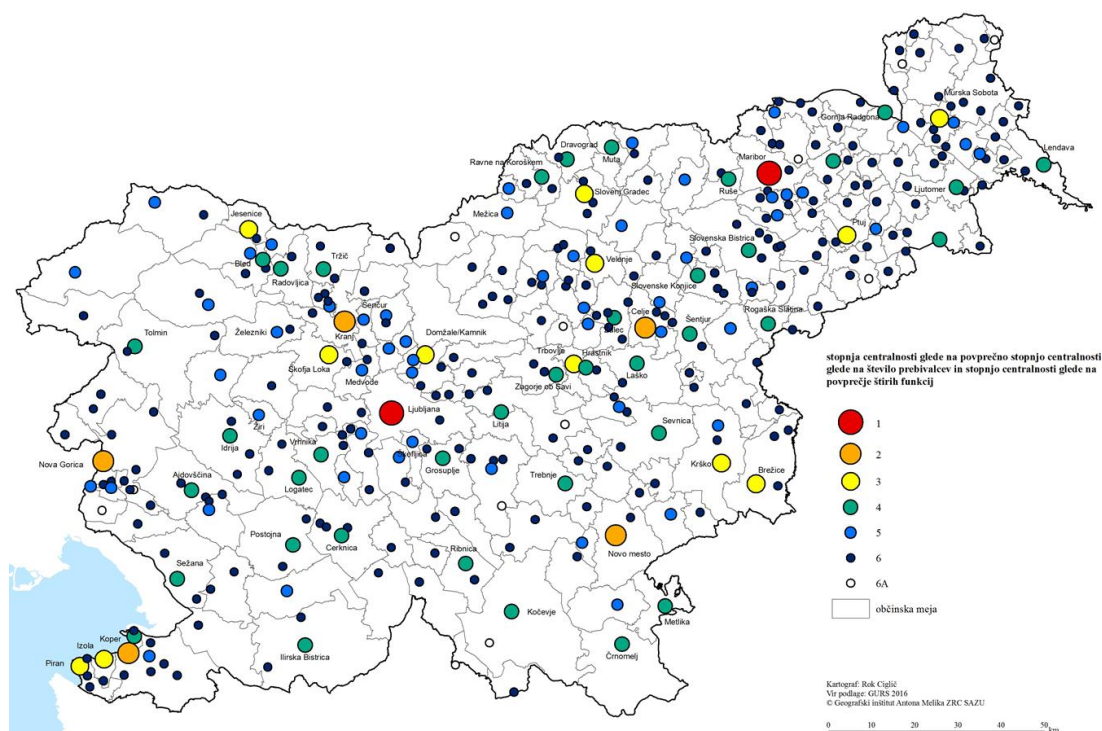 Murska Sobota
Gornja Radgona
Lendava
Dravograd
Muta
Ravne na Koroškem
Maribor
Ruše
Ljutomer
Slovenj Gradec
Mežica
Jesenice
Ptuj
Slovenska Bistrica
Bled
Tržič
Velenje
Radovljica
Slovenske Konjice
Šenčur
Rogaška Slatina
Celje
Žalec
Šentjur
Tolmin
Železniki
Kranj
Domžale/Kamnik
Trbovlje
Hrastnik
Škofja Loka
Laško
Medvode
Zagorje ob Savi
Ljubljana
Litija
Žiri
Sevnica
Idrija
Vrhnika
Škofljica
Nova Gorica
Grosuplje
Krško
Brežice
Ajdovščina
Trebnje
Logatec
Postojna
Cerknica
Ribnica
Novo mesto
Sežana
Kočevje
Metlika
Koper
Izola
Piran
Ilirska Bistrica
Črnomelj
stopnja centralnosti glede na povprečno stopnjo centralnosti
glede na število prebivalcev in stopnjo centralnosti glede na
povprečje štirih funkcij
1
2
3
4
5
6
6A
občinska meja
Kartograf: Rok Ciglič
Vir podlage: GURS 2016
© Geografski inštitut Antona Melika ZRC SAZU
0 10 20 30 40 50
km